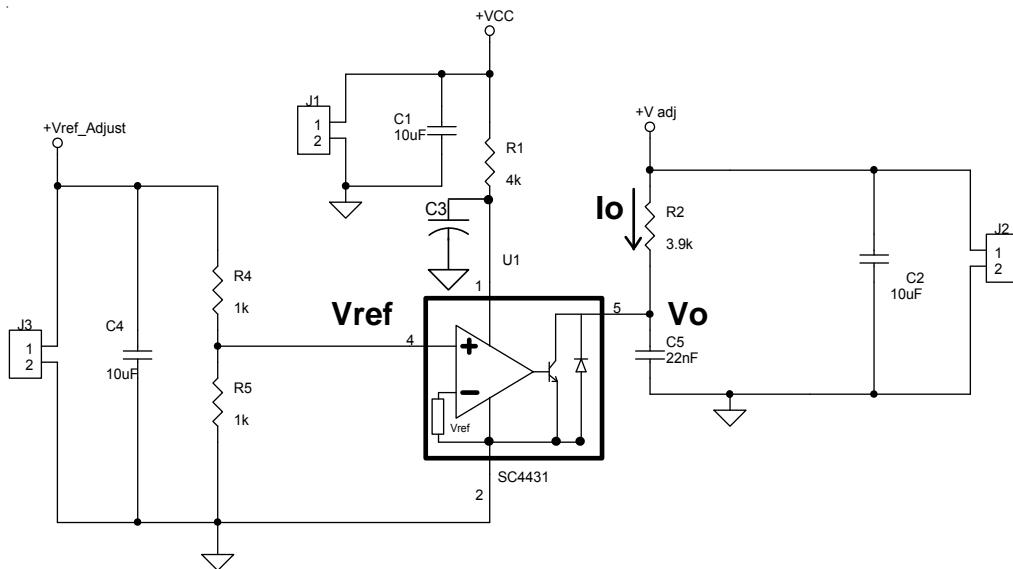 +VCC
J1
1
2
C1
10uF
+Vref_Adjust
+V adj
R1
4k
C3
Io
R2
3.9k
J2
1
2
U1
R4
1k
C2
10uF
1
Vref
5
Vo
J3
1
2
C4
10uF
4
+
C5
22nF
R5
1k
−
Vref
SC4431
2